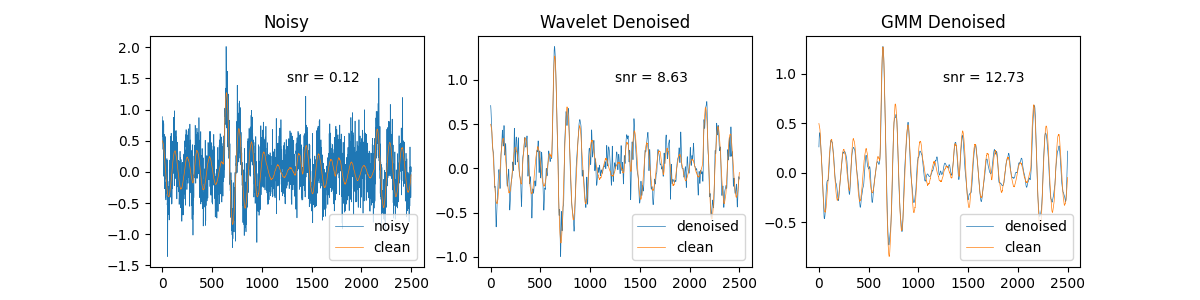 Noisy
2.0
1.5
1.0
0.5
0.0
−0.5
−1.0
−1.5
0 500 1000 1500 2000 2500
snr = 0.12
noisy
clean
Wavelet Denoised
1.0
0.5
0.0
−0.5
−1.0
0 500 1000 1500 2000 2500
snr = 8.63
denoised
clean
GMM Denoised
1.0
0.5
0.0
−0.5
0 500 1000 1500 2000 2500
snr = 12.73
denoised
clean